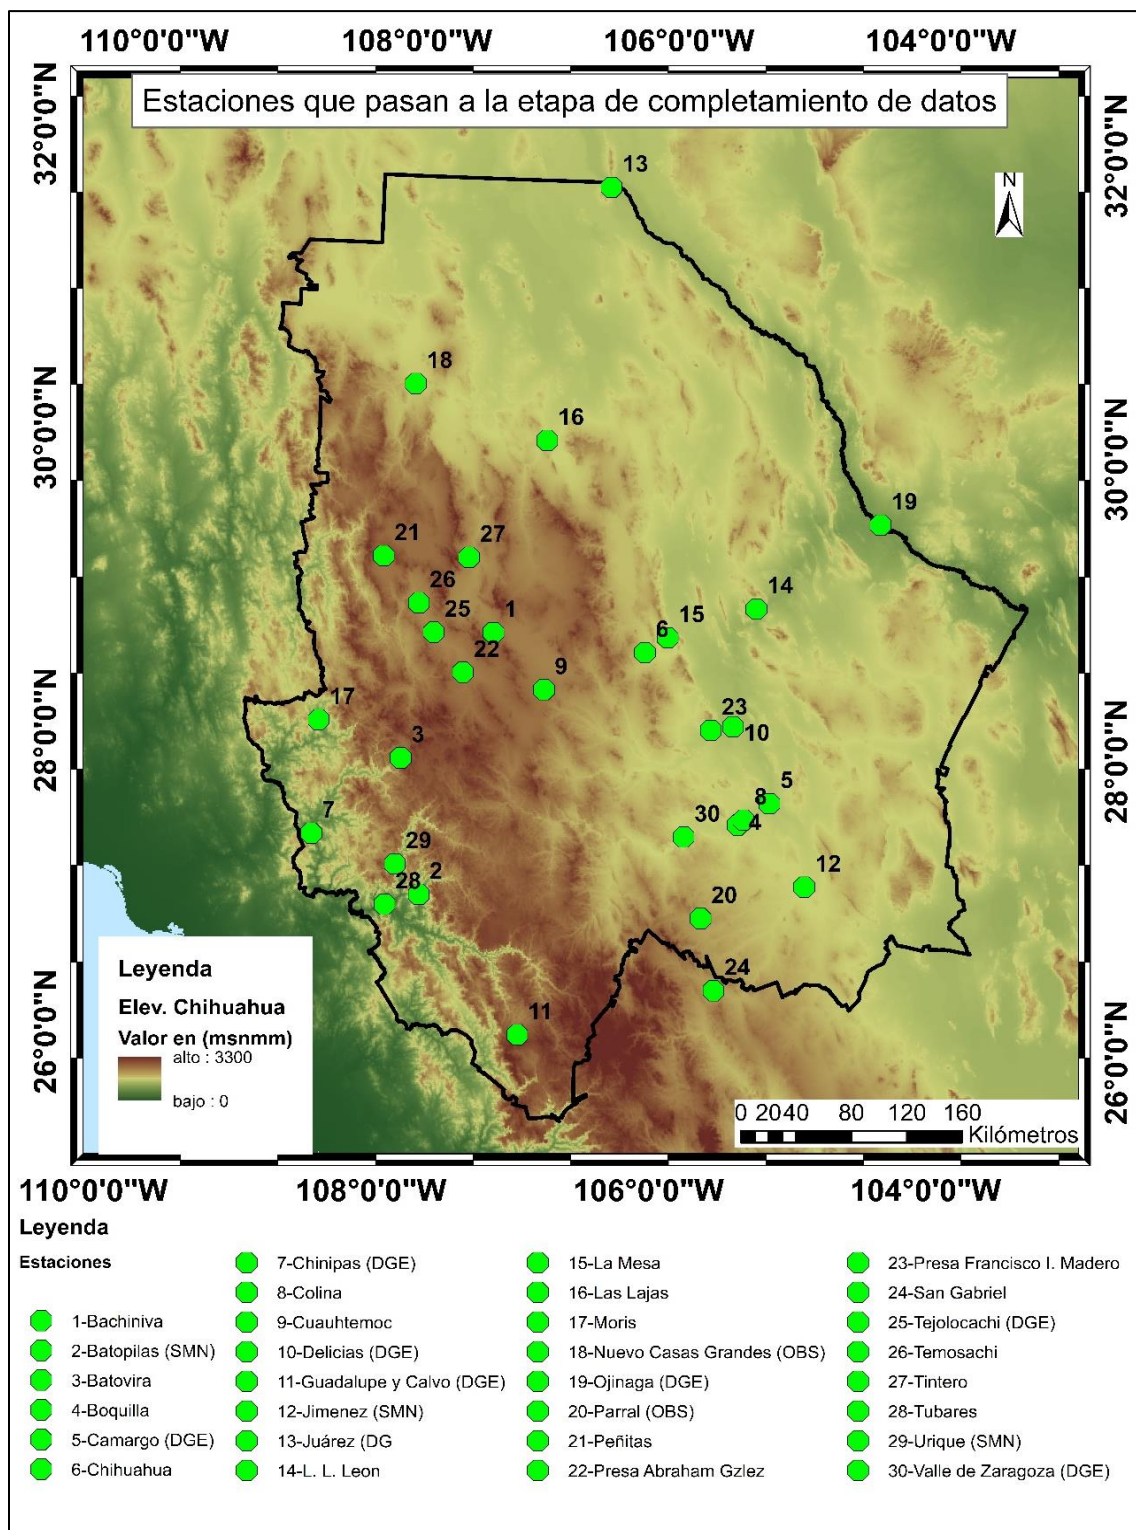 110°0'0"W 108°0'0"W 106°0'0"W 104°0'0"W
Estaciones que pasan a la etapa de completamiento de datos
32°0'0"N
32°0'0"N
13
N
18
16
30°0'0"N
30°0'0"N
19
21
27
26
14
25
1
15
6
22
9
17
23
10
3
28°0'0"N
28°0'0"N
5
8
30
4
7
29
12
2
28
20
24
11
26°0'0"N
26°0'0"N
Leyenda
Elev. Chihuahua
Valor en (msnmm)
alto : 3300
bajo : 0
0 20 40 80 120 160
Kilómetros
110°0'0"W 108°0'0"W 106°0'0"W 104°0'0"W
Leyenda
Estaciones
1-Bachiniva
2-Batopilas (SMN)
3-Batovira
4-Boquilla
5-Camargo (DGE)
6-Chihuahua
7-Chinipas (DGE)
8-Colina
9-Cuauhtemoc
10-Delicias (DGE)
11-Guadalupe y Calvo (DGE)
12-Jimenez (SMN)
13-Juárez (DG
14-L. L. Leon
15-La Mesa
16-Las Lajas
17-Moris
18-Nuevo Casas Grandes (OBS)
19-Ojinaga (DGE)
20-Parral (OBS)
21-Peñitas
22-Presa Abraham Gzlez
23-Presa Francisco I. Madero
24-San Gabriel
25-Tejolocachi (DGE)
26-Temosachi
27-Tintero
28-Tubares
29-Urique (SMN)
30-Valle de Zaragoza (DGE)